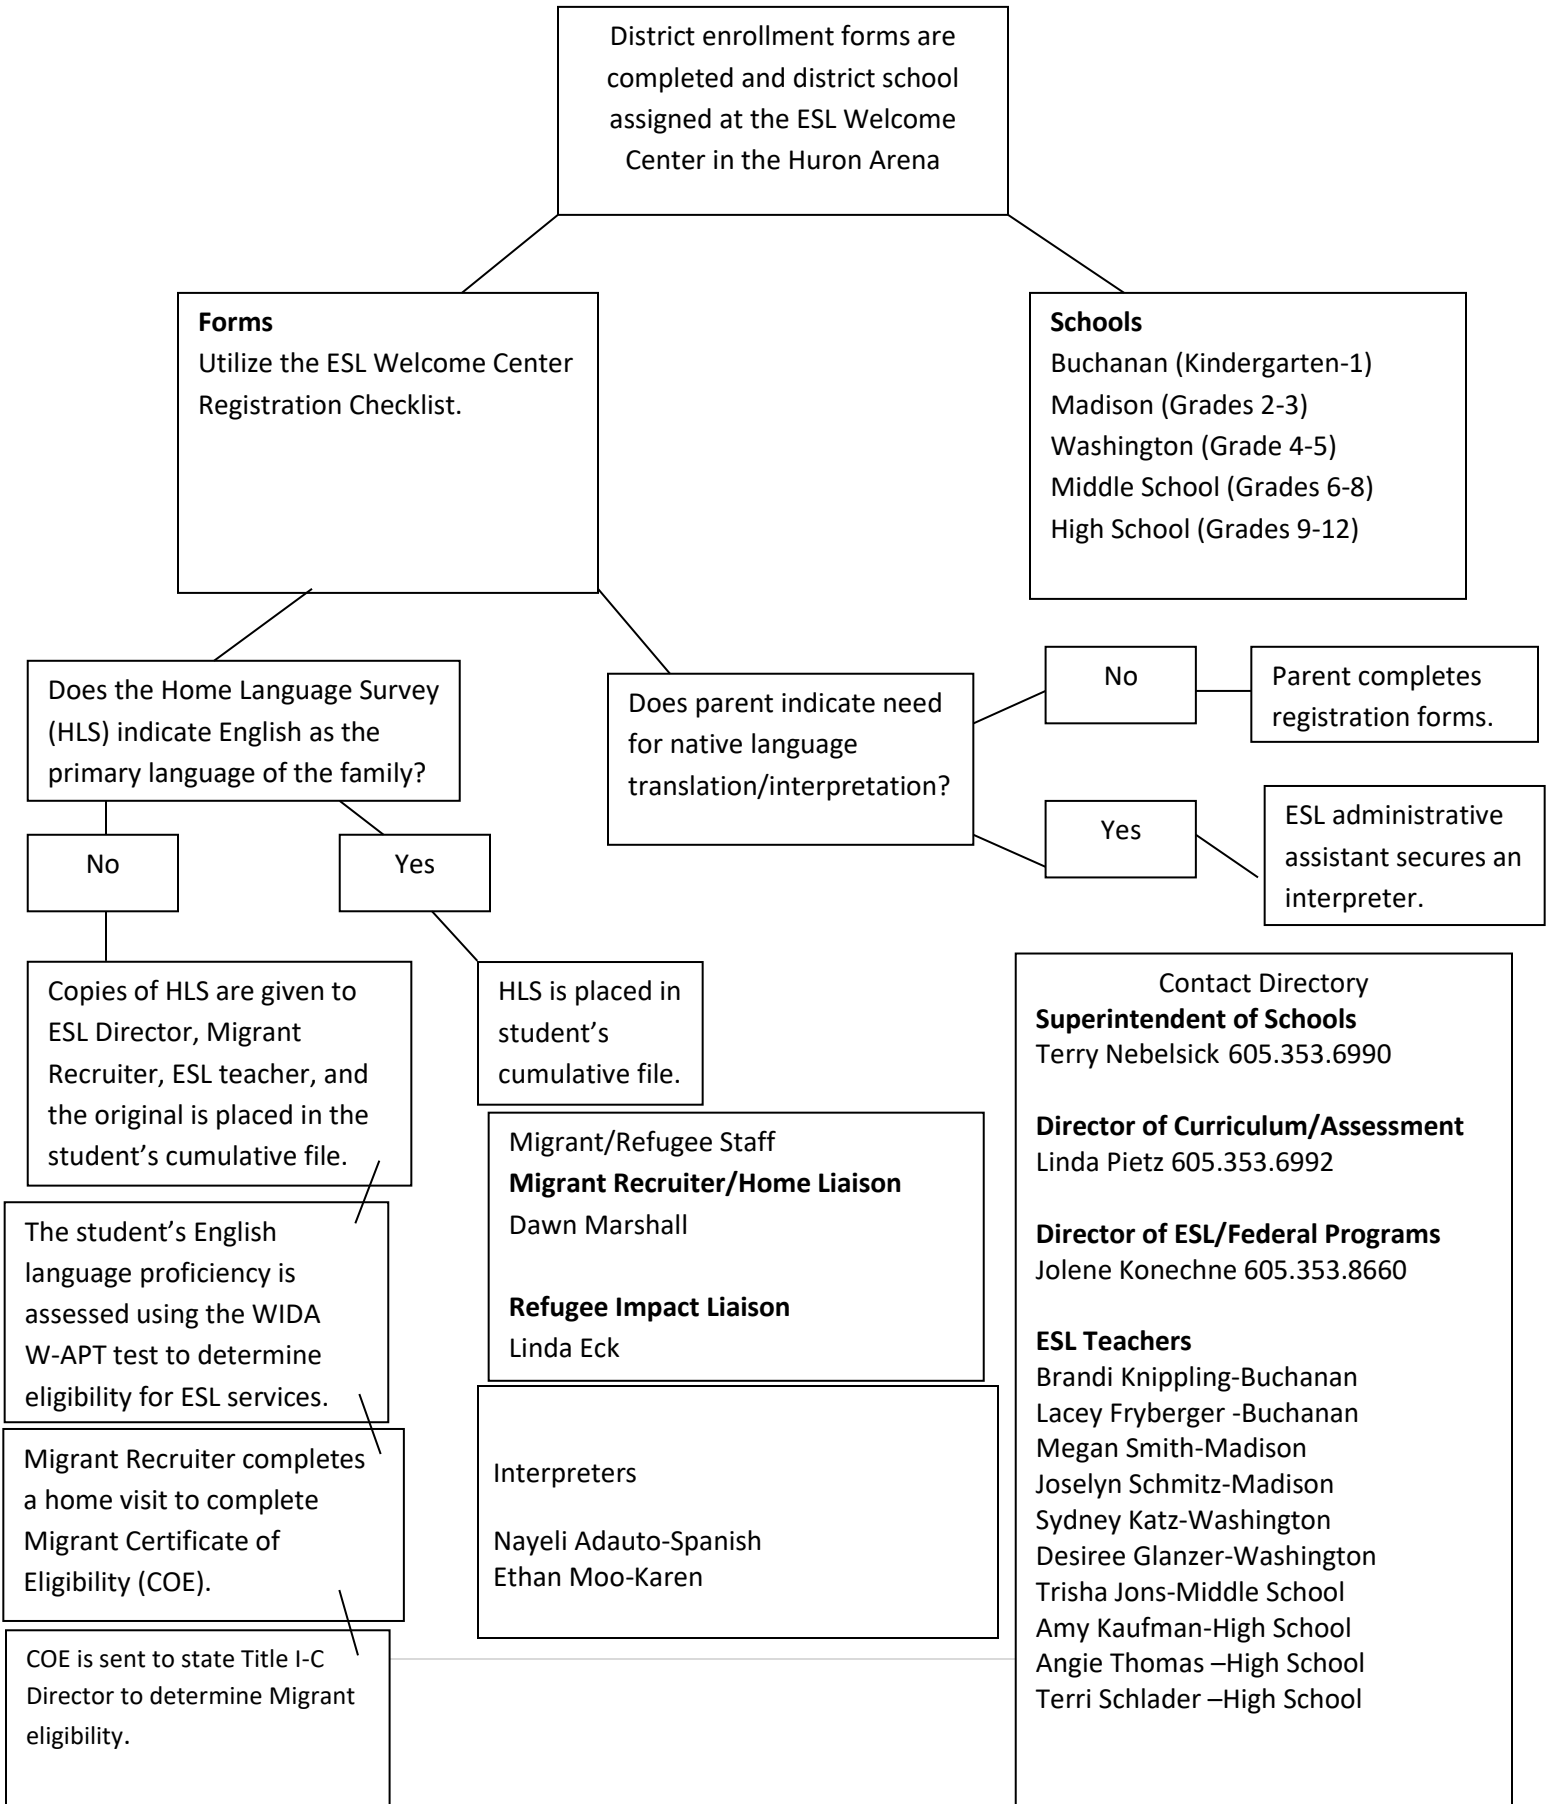 District enrollment forms are
completed and district school
assigned at the ESL Welcome
Center in the Huron Arena
Forms
Utilize the ESL Welcome Center
Registration Checklist.
Schools
Buchanan (Kindergarten-1)
Madison (Grades 2-3)
Washington (Grade 4-5)
Middle School (Grades 6-8)
High School (Grades 9-12)
Does the Home Language Survey
(HLS) indicate English as the
primary language of the family?
Does parent indicate need
for native language
translation/interpretation?
No
Parent completes
registration forms.
Yes
ESL administrative
assistant secures an
interpreter.
No
Yes
Copies of HLS are given to
ESL Director, Migrant
Recruiter, ESL teacher, and
the original is placed in the
student’s cumulative file.
HLS is placed in
student’s
cumulative file.
The student’s English
language proficiency is
assessed using the WIDA
W-APT test to determine
eligibility for ESL services.
Migrant Recruiter completes
a home visit to complete
Migrant Certificate of
Eligibility (COE).
COE is sent to state Title I-C
Director to determine Migrant
eligibility.
Migrant/Refugee Staff
Migrant Recruiter/Home Liaison
Dawn Marshall
Refugee Impact Liaison
Linda Eck
Interpreters
Nayeli Adauto-Spanish
Ethan Moo-Karen
Contact Directory
Superintendent of Schools
Terry Nebelsick 605.353.6990
Director of Curriculum/Assessment
Linda Pietz 605.353.6992
Director of ESL/Federal Programs
Jolene Konechne 605.353.8660
ESL Teachers
Brandi Knippling-Buchanan
Lacey Fryberger -Buchanan
Megan Smith-Madison
Joselyn Schmitz-Madison
Sydney Katz-Washington
Desiree Glanzer-Washington
Trisha Jons-Middle School
Amy Kaufman-High School
Angie Thomas –High School
Terri Schlader –High School